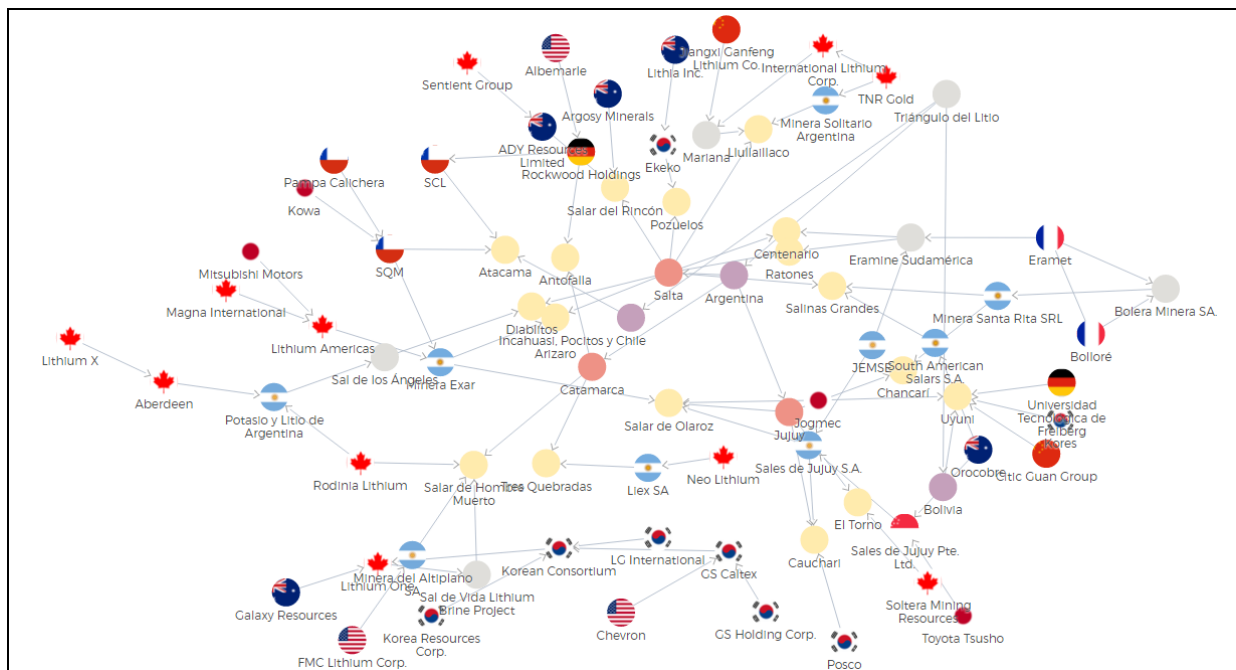 Sentient Group
Albemarle
Lithia Inc.
Jiangxi Ganfeng
Lithium Co.
International Lithium
Corp.
TNR Gold
Argosy Minerals
Minera Solitario
Argentina
Triángulo del Litio
ADY Resources
Limited
Rockwood Holdings
Ekeko
Mariana
Llullaillaco
Pampa Calichera
SCL
Kowa
Salar del Rincón
Pozuelos
SQM
Atacama
Antofalla
Centenario
Ratones
Eramine Sudamérica
Eramet
Mitsubishi Motors
Salta
Argentina
Magna International
Salinas Grandes
Minera Santa Rita SRL
Bolera Minera SA.
Diablitos
Incahuasi, Pocitos y
Arizaro
Chile
Lithium X
Lithium Americas
Bolloré
Sal de los Ángeles
Minera Exar
JEMSE
South American
Salars S.A.
Aberdeen
Catamarca
Chancarí
Potasio y Litio de
Argentina
Salar de Olaroz
Jujuy
Jogmec
Uyuni
Universidad
Tecnológica de
Freiberg
Kores
Rodinia Lithium
Salar de Hombre
Muerto
Tres Quebradas
Liex SA
Neo Lithium
Sales de Jujuy S.A.
Orocobre
Citic Guan Group
Bolivia
El Torno
Sales de Jujuy Pte.
Ltd.
Cauchari
Minera del Altiplano
SA
Lithium One
Korean Consortium
LG International
GS Caltex
Galaxy Resources
Sal de Vida Lithium
Brine Project
Soltera Mining
Resources
Toyota Tsusho
Korea Resources
Corp.
Chevron
GS Holding Corp.
Posco
FMC Lithium Corp.